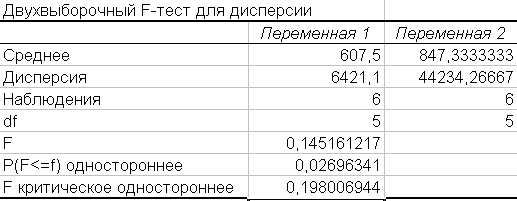 Двухвыборочный F-тест для дисперсии
Переменная 1 Переменная 2
Среднее 607,5 847,3333333
Дисперсия 6421,1 44234,26667
Наблюдения 6 6
df 5 5
F 0,145161217
P(F<=f) одностороннее 0,02696341
F критическое одностороннее 0,198006944